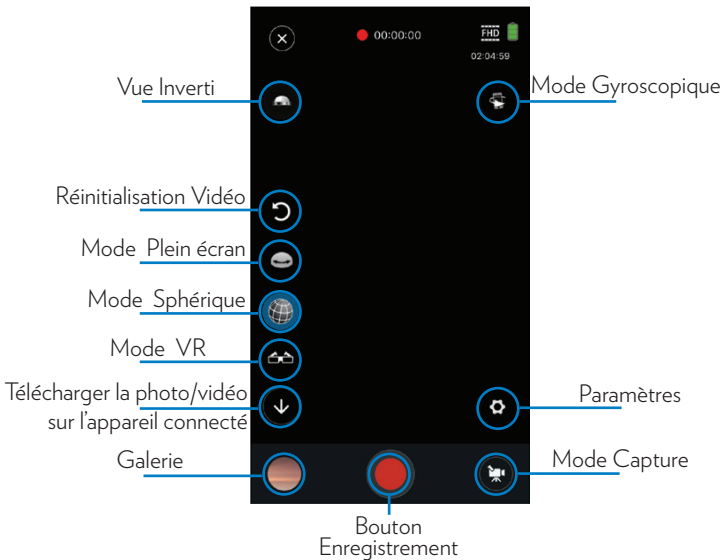 00:00:00
FHD
02:04:59
Vue Inverti
Mode Gyroscopique
Réinitialisation Vidéo
Mode Plein écran
Mode Sphérique
Mode VR
Télécharger la photo/vidéo
sur l'appareil connecté
Paramètres
Galerie
Mode Capture
Bouton
Enregistrement